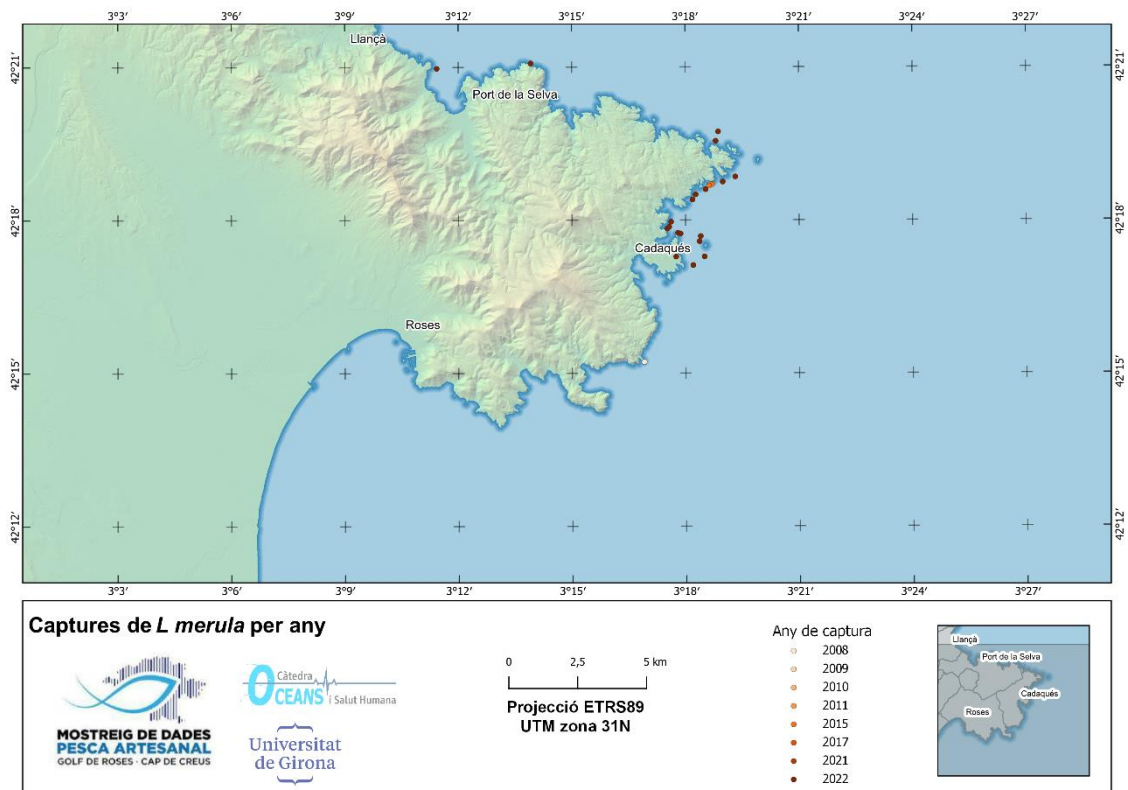 3°3′ 3°6′ 3°9′ 3°12′ 3°15′ 3°18′ 3°21′ 3°24′ 3°27′
42°21′ 42°21′
42°18′ 42°18′
42°15′ 42°15′
42°12′ 42°12′
Llançà
Port de la Selva
Cadaqués
Roses
3°3′ 3°6′ 3°9′ 3°12′ 3°15′ 3°18′ 3°21′ 3°24′ 3°27′
Captures de L merula per any
MOSTREIG DE DADES
PESCA ARTESANAL
GOLF DE ROSES · CAP DE CREUS
Càtedra
OCEANS
i Salut Humana
Universitat
de Girona
0 2,5 5 km
Projecció ETRS89
UTM zona 31N
Any de captura
2008
2009
2010
2011
2015
2017
2021
2022
Llançà
Port de la Selva
Cadaqués
Roses